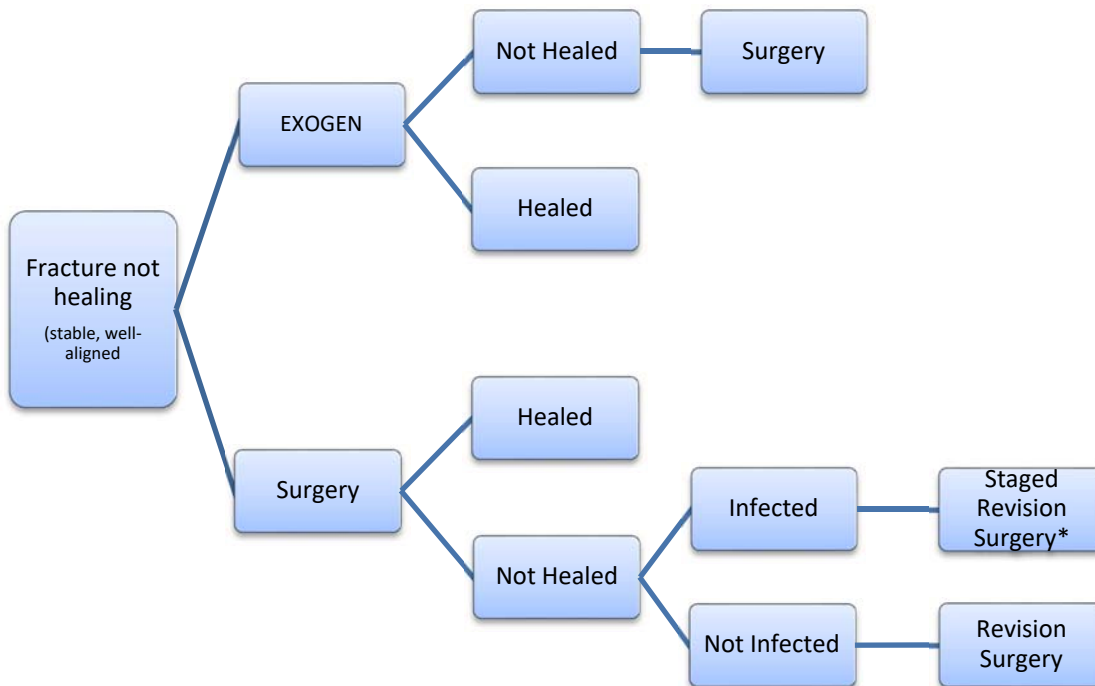 Not Healed
Surgery
EXOGEN
Healed
Fracture not
healing
(stable, well-
aligned
Healed
Surgery
Infected
Staged
Revision
Surgery*
Not Healed
Not Infected
Revision
Surgery